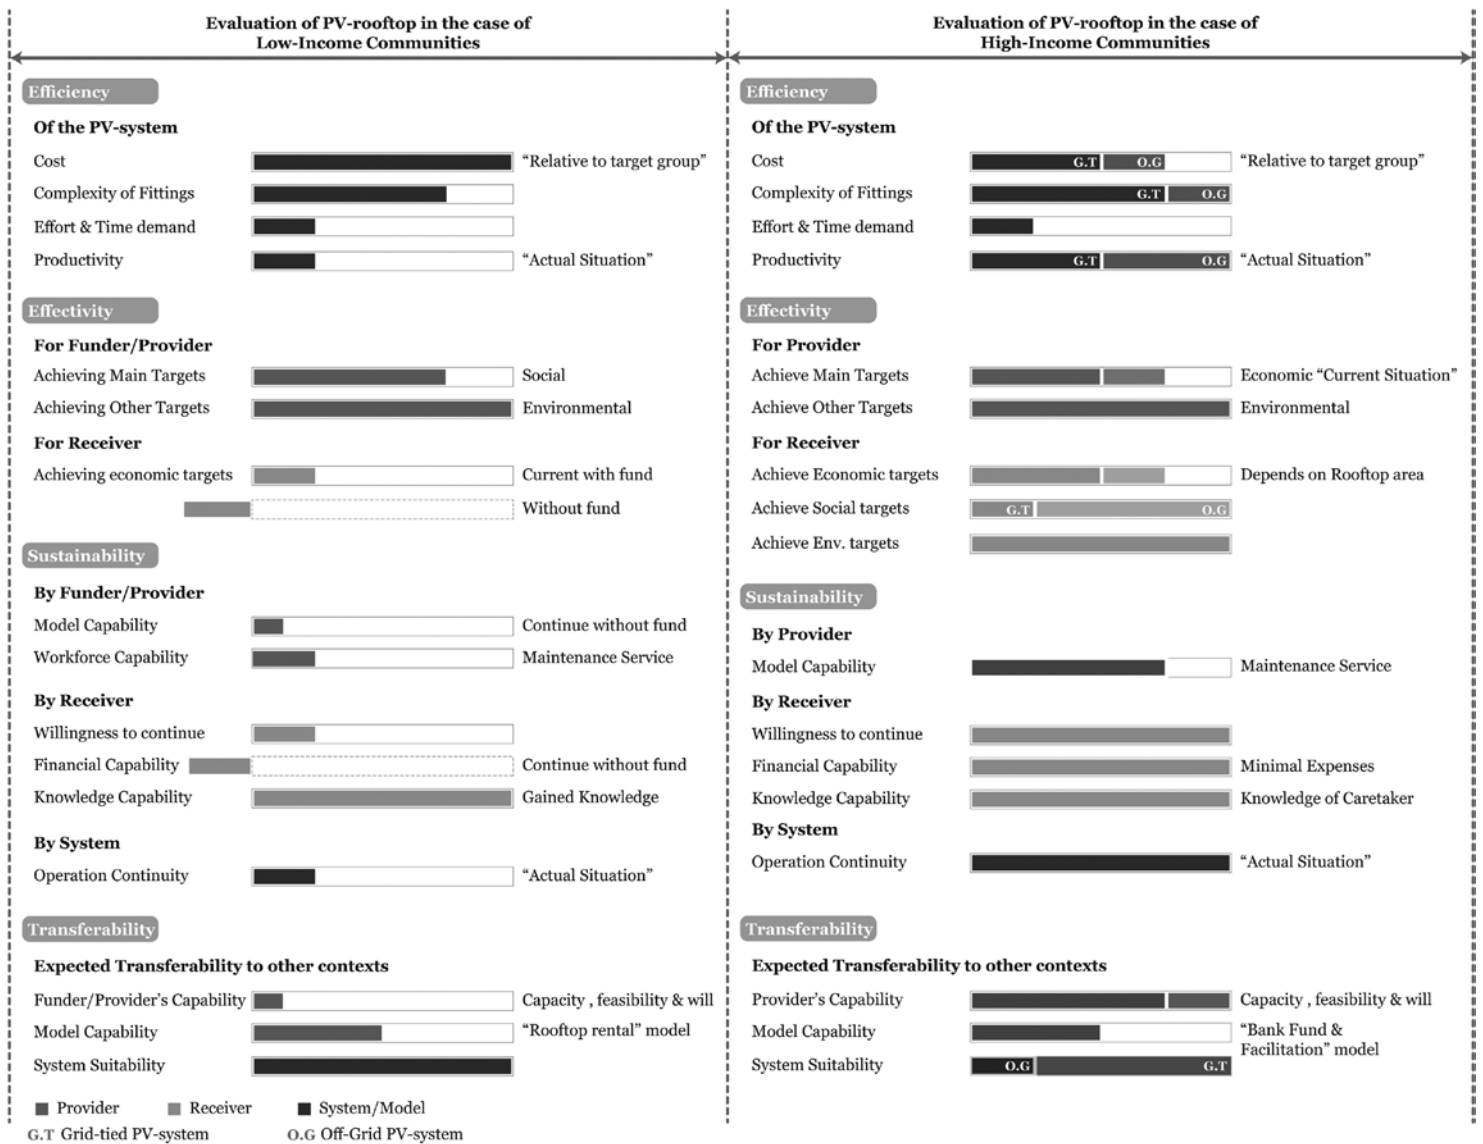 Evaluation of PV-rooftop in the case of
Low-Income Communities
Efficiency
Of the PV-system
Cost
"Relative to target group"
Complexity of Fittings
Effort & Time demand
Productivity
"Actual Situation"
Effectivity
For Funder/Provider
Achieving Main Targets
Social
Achieving Other Targets
Environmental
For Receiver
Achieving economic targets
Current with fund
Without fund
Sustainability
By Funder/Provider
Model Capability
Continue without fund
Workforce Capability
Maintenance Service
By Receiver
Willingness to continue
Financial Capability
Continue without fund
Knowledge Capability
Gained Knowledge
By System
Operation Continuity
"Actual Situation"
Transferability
Expected Transferability to other contexts
Funder/Provider's Capability
Capacity , feasibility & will
Model Capability
"Rooftop rental" model
System Suitability
Evaluation of PV-rooftop in the case of
High-Income Communities
Efficiency
Of the PV-system
Cost
G.T O.G
"Relative to target group"
Complexity of Fittings
G.T O.G
Effort & Time demand
Productivity
G.T O.G
"Actual Situation"
Effectivity
For Provider
Achieve Main Targets
Economic "Current Situation"
Achieve Other Targets
Environmental
For Receiver
Achieve Economic targets
Depends on Rooftop area
Achieve Social targets
G.T O.G
Achieve Env. targets
Sustainability
By Provider
Model Capability
Maintenance Service
By Receiver
Willingness to continue
Financial Capability
Minimal Expenses
Knowledge Capability
Knowledge of Caretaker
By System
Operation Continuity
"Actual Situation"
Transferability
Expected Transferability to other contexts
Provider's Capability
Capacity , feasibility & will
Model Capability
"Bank Fund &
Facilitation" model
System Suitability
O.G G.T
Provider
Receiver
System/Model
G.T Grid-tied PV-system
O.G Off-Grid PV-system